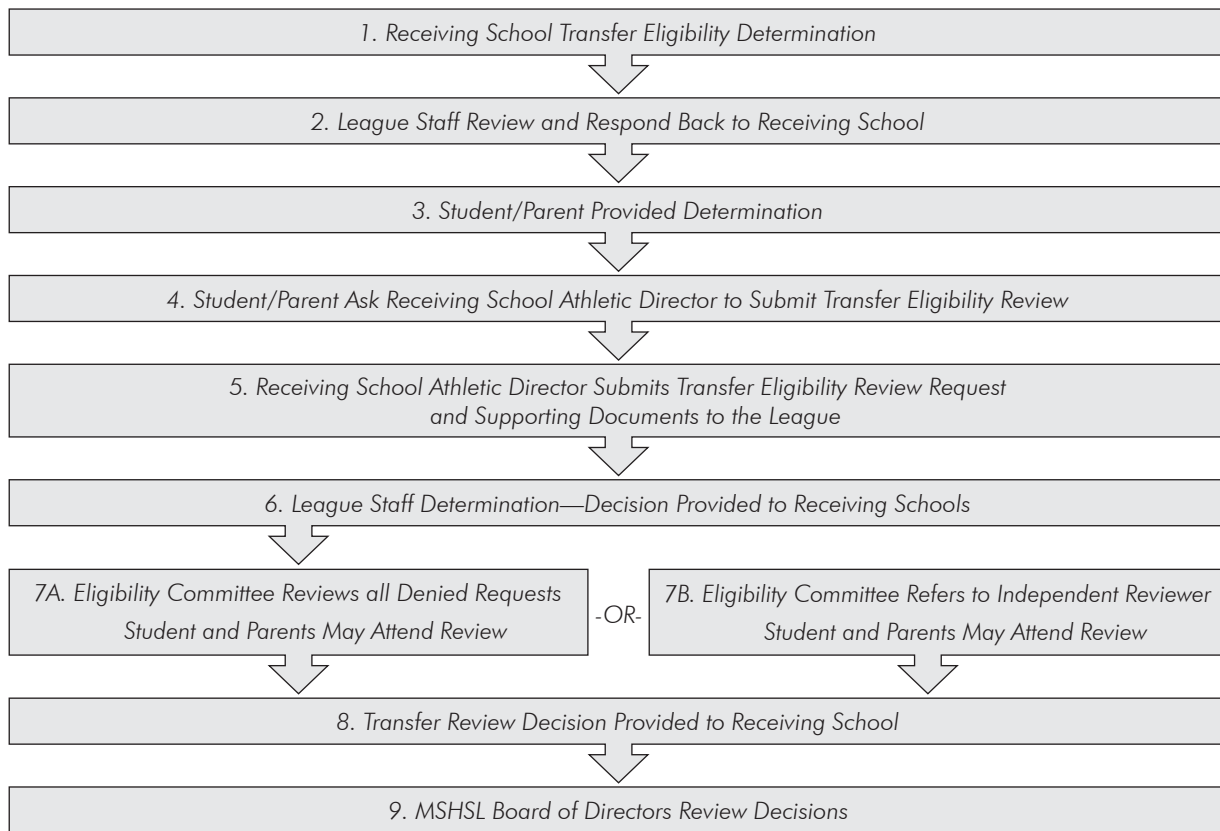 1. Receiving School Transfer Eligibility Determination
2. League Staff Review and Respond Back to Receiving School
3. Student/Parent Provided Determination
4. Student/Parent Ask Receiving School Athletic Director to Submit Transfer Eligibility Review
5. Receiving School Athletic Director Submits Transfer Eligibility Review Request
and Supporting Documents to the League
6. League Staff Determination—Decision Provided to Receiving Schools
7A. Eligibility Committee Reviews all Denied Requests
Student and Parents May Attend Review
-OR-
7B. Eligibility Committee Refers to Independent Reviewer
Student and Parents May Attend Review
8. Transfer Review Decision Provided to Receiving School
9. MSHSL Board of Directors Review Decisions